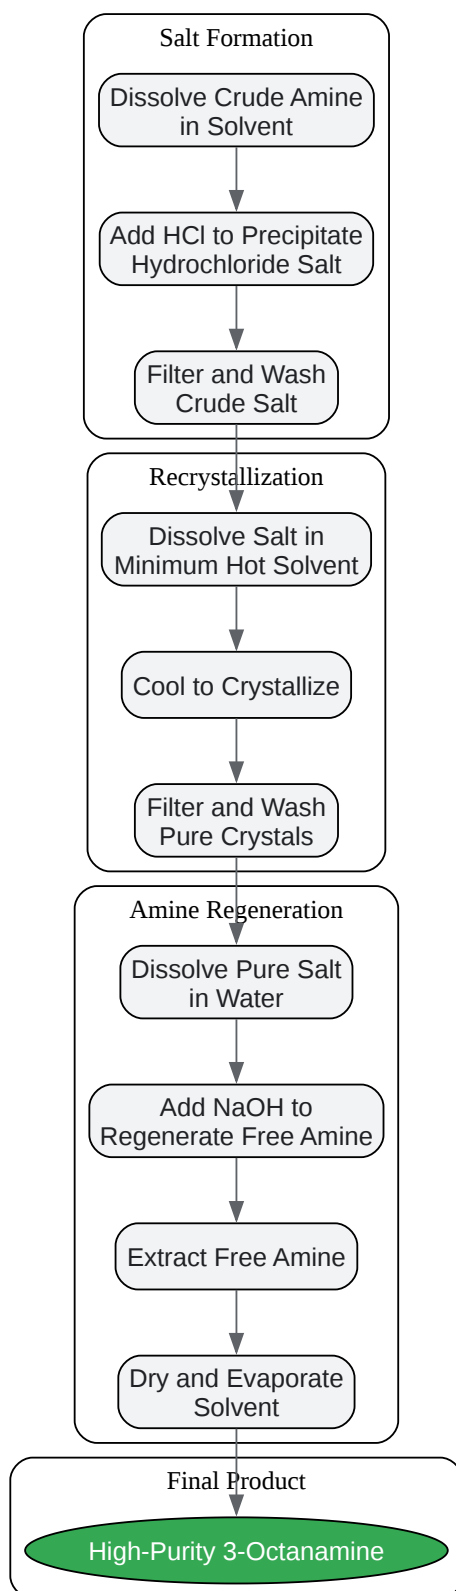 Salt Formation
Dissolve Crude Amine
in Solvent
Add HCl to Precipitate
Hydrochloride Salt
Filter and Wash
Crude Salt
Recrystallization
Dissolve Salt in
Minimum Hot Solvent
Cool to Crystallize
Filter and Wash
Pure Crystals
Amine Regeneration
Dissolve Pure Salt
in Water
Add NaOH to
Regenerate Free Amine
Extract Free Amine
Dry and Evaporate
Solvent
Final Product
High-Purity 3-Octanamine